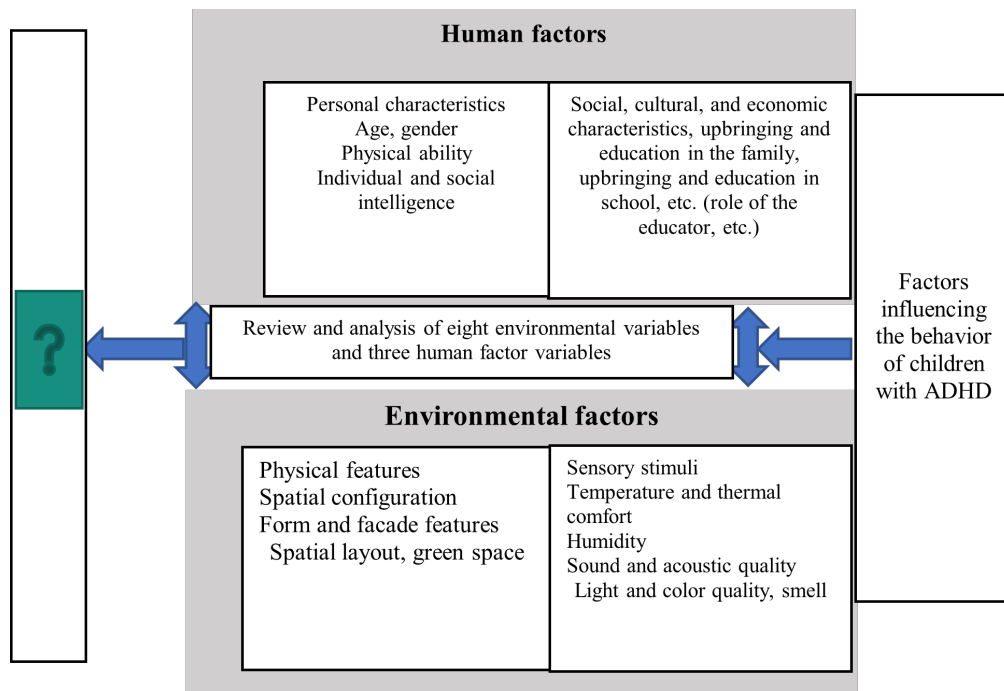 Human factors
Personal characteristics
Age, gender
Physical ability
Individual and social
intelligence
Social, cultural, and economic
characteristics, upbringing and
education in the family,
upbringing and education in
school, etc. (role of the
educator, etc.)
?
Review and analysis of eight environmental variables
and three human factor variables
Factors
influencing
the behavior
of children
with ADHD
Environmental factors
Physical features
Spatial configuration
Form and facade features
Spatial layout, green space
Sensory stimuli
Temperature and thermal
comfort
Humidity
Sound and acoustic quality
Light and color quality, smell